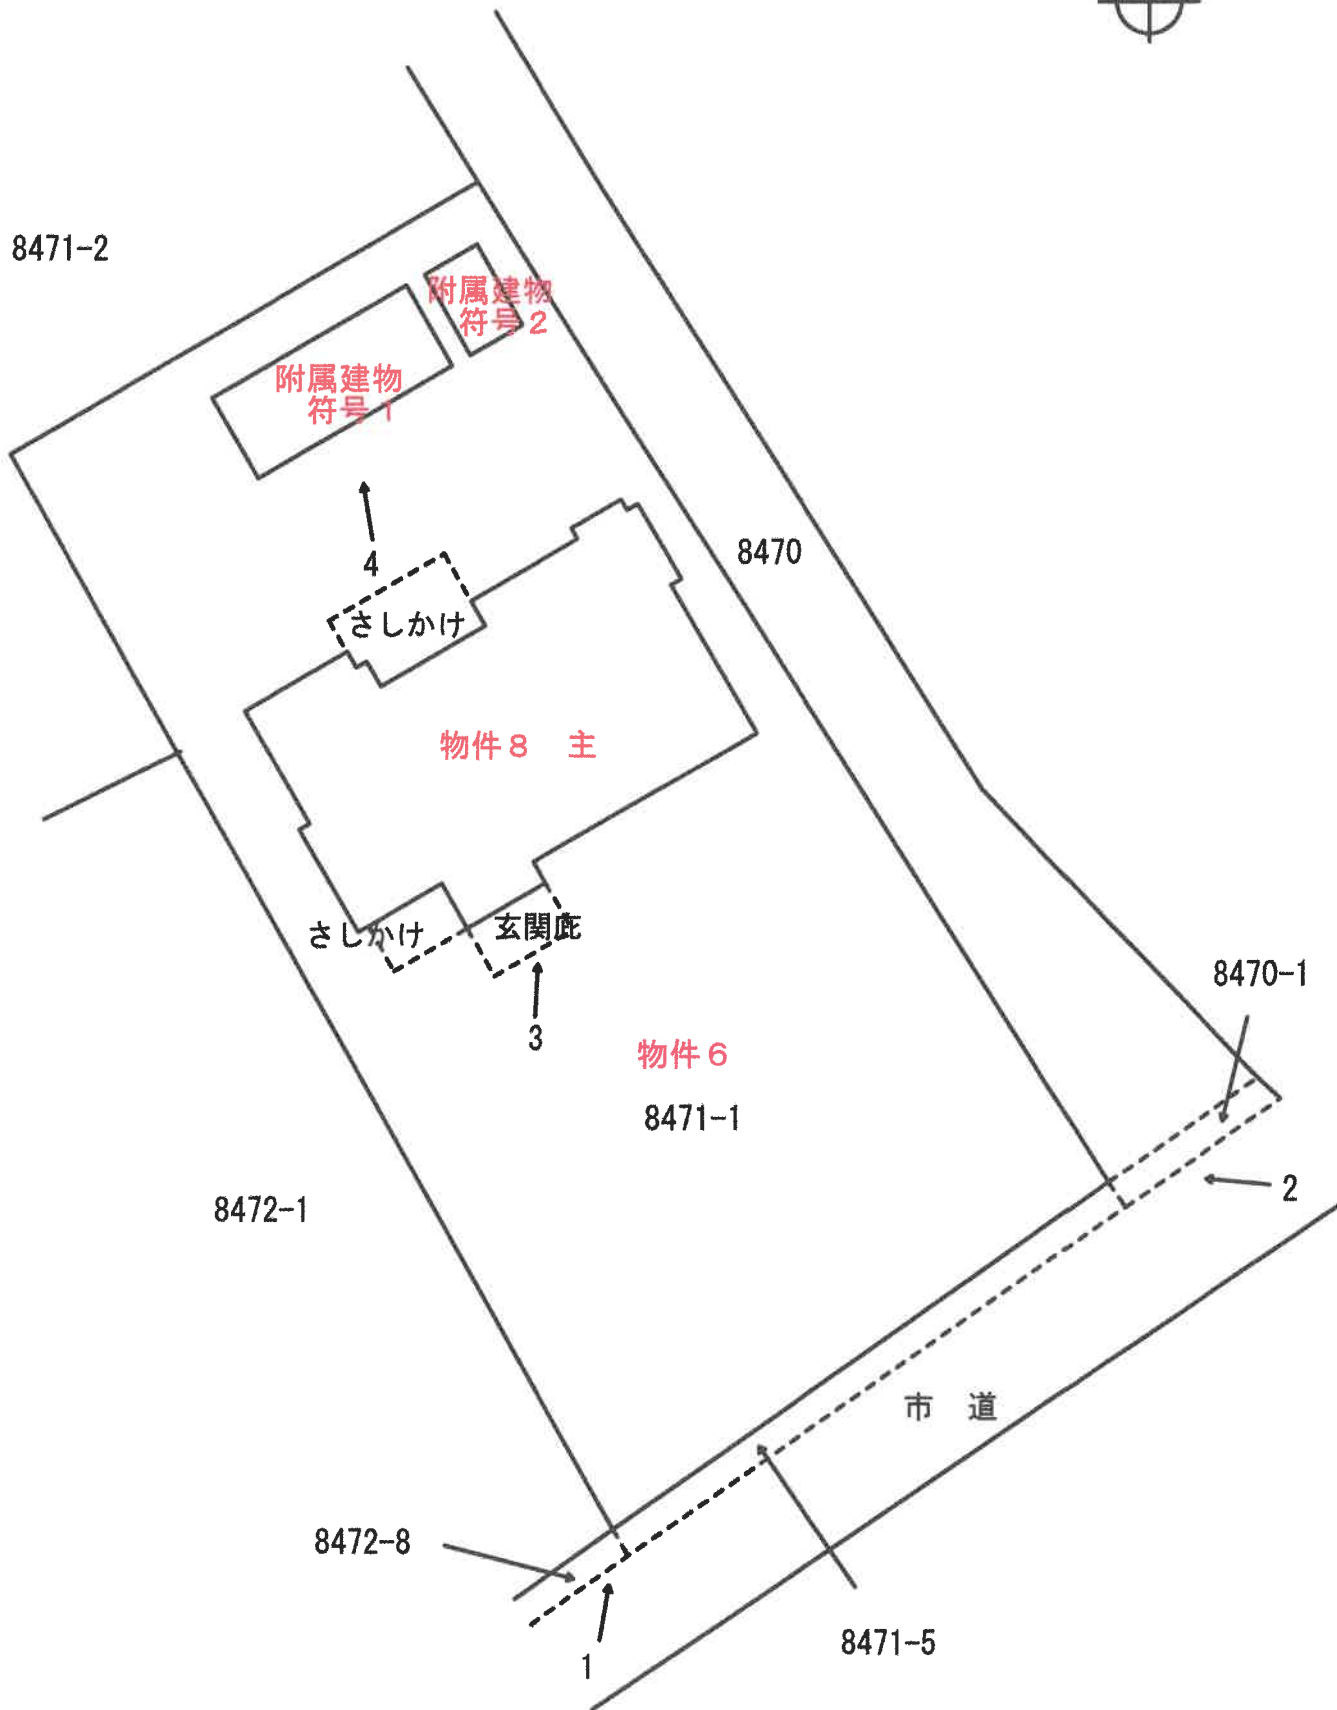 8471-2
附属建物
符号２
附属建物
符号１
4
8470
さしかけ
物件８　主
さしかけ
玄関庇
3
8470-1
物件６
8471-1
2
8472-1
市　道
8472-8
1
8471-5